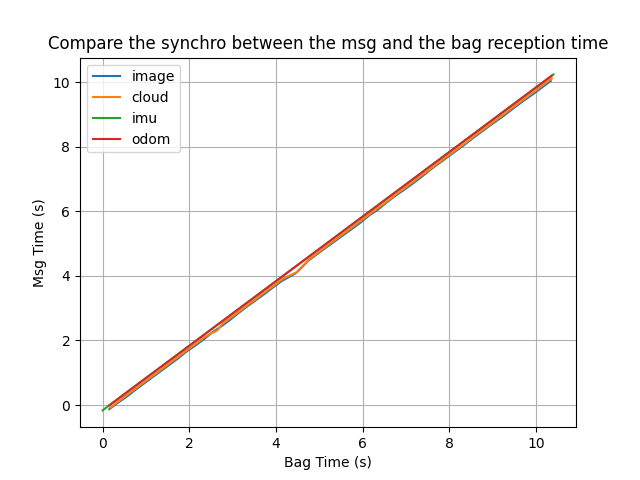 Compare the synchro between the msg and the bag reception time
image
cloud
imu
odom
Msg Time (s)
10
8
6
4
2
0
0 2 4 6 8 10
Bag Time (s)